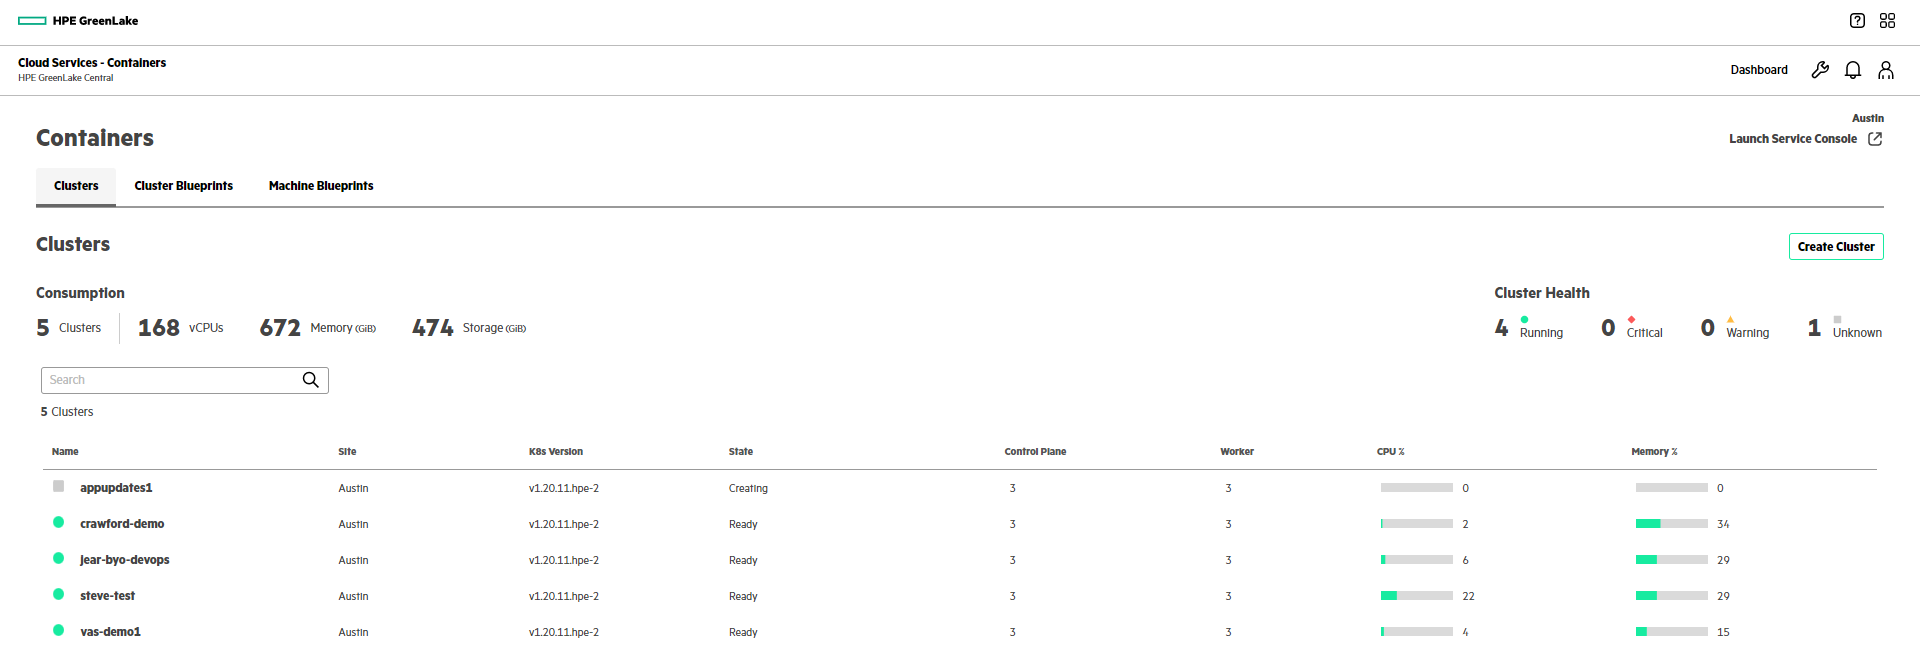 HPE GreenLake
Cloud Services - Containers
HPE GreenLake Central
Dashboard
Austin
Containers
Launch Service Console
Clusters Cluster Blueprints Machine Blueprints
Clusters
Create Cluster
Consumption
Cluster Health
5 Clusters 168 vCPUs 672 Memory (GiB) 474 Storage (GiB)
4 Running 0 Critical 0 Warning 1 Unknown
Search
5 Clusters
Name Site K8s Version State Control Plane Worker CPU % Memory %
appupdates1 Austin v1.20.11.hpe-2 Creating 3 3 0 0
crawford-demo Austin v1.20.11.hpe-2 Ready 3 3 2 34
jear-byo-devops Austin v1.20.11.hpe-2 Ready 3 3 6 29
steve-test Austin v1.20.11.hpe-2 Ready 3 3 22 29
vas-demo1 Austin v1.20.11.hpe-2 Ready 3 3 4 15